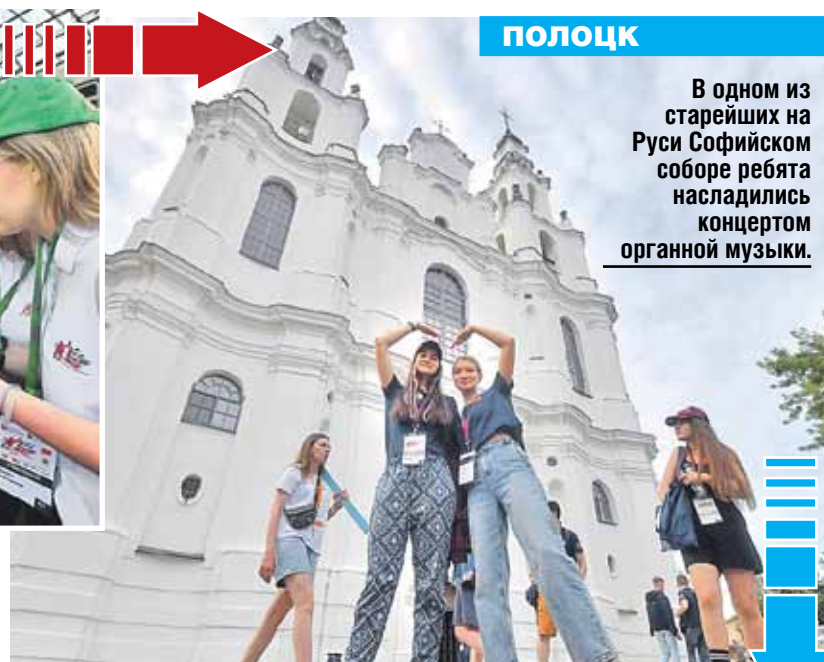 ПОЛОЦК
В одном из
старейших на
Руси Софийском
соборе ребята
насладились
концертом
органной музыки.